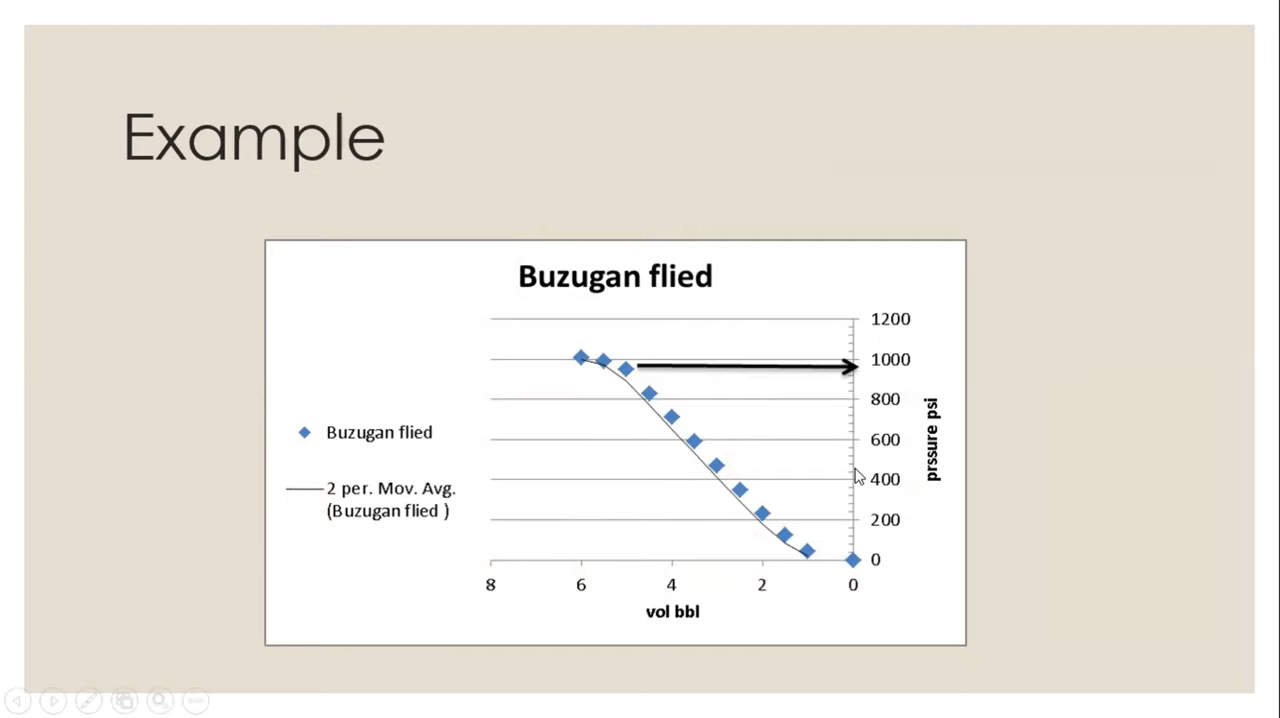 Example
Buzugan flied
1200
1000
800
600
400
200
0
prssure psi
Buzugan flied
2 per. Mov. Avg.
(Buzugan flied )
8 6 4 2 0
vol bbl